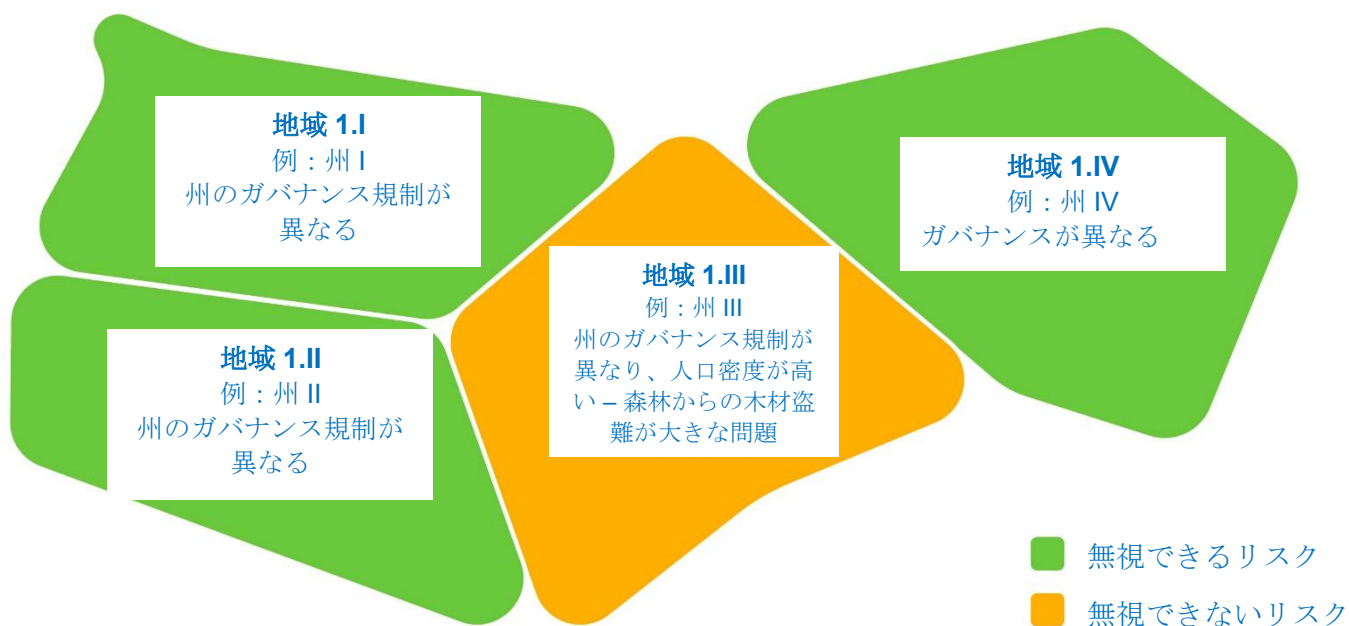 地域 1.I
例：州 I
州のガバナンス規制が
異なる
地域 1.II
例：州 II
州のガバナンス規制が
異なる
地域 1.III
例：州 III
州のガバナンス規制が
異なり、人口密度が高
い – 森林からの木材盗
難が大きな問題
地域 1.IV
例：州 IV
ガバナンスが異なる
無視できるリスク
無視できないリスク